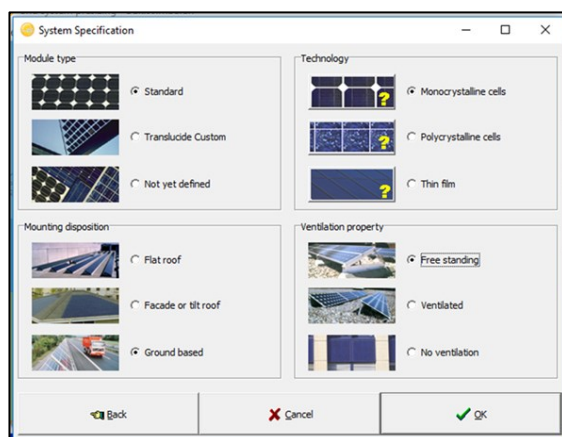 System Specification
Module type
Standard
Translucide Custom
Not yet defined
Technology
Monocrystalline cells
Polycrystalline cells
Thin film
Mounting disposition
Flat roof
Facade or tilt roof
Ground based
Ventilation property
Free standing
Ventilated
No ventilation
Back
Cancel
OK